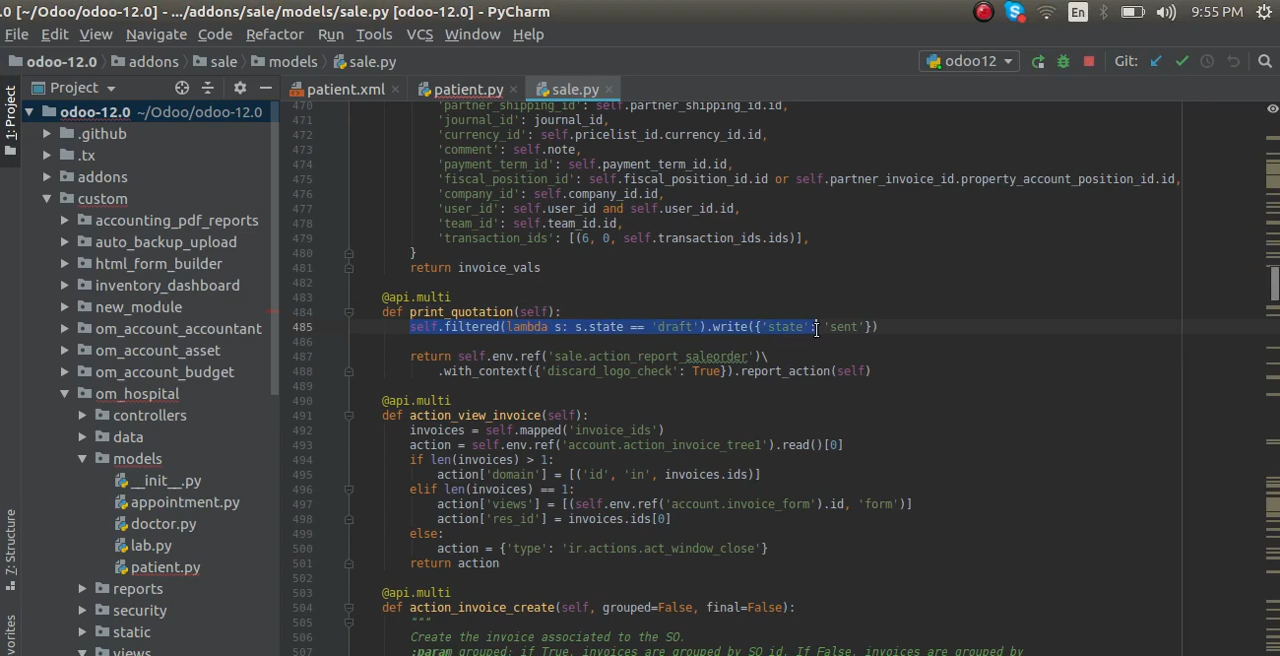 .0 [~/Odoo/odoo-12.0] - .../addons/sale/models/sale.py [odoo-12.0] - PyCharm
En
9:55 PM
File Edit View Navigate Code Refactor Run Tools VCS Window Help
odoo-12.0 addons sale models sale.py
odoo12
Git:
1: Project
Project
patient.xml
patient.py
sale.py
odoo-12.0 ~/Odoo/odoo-12.0
.github
.tx
addons
custom
accounting_pdf_reports
auto_backup_upload
html_form_builder
inventory_dashboard
new_module
om_account_accountant
om_account_asset
om_account_budget
om_hospital
controllers
data
models
__init__.py
appointment.py
doctor.py
lab.py
patient.py
reports
security
static
views
Z: Structure
vorites
470 'partner_shipping_id': self.partner_shipping_id.id,
471 'journal_id': journal_id,
472 'currency_id': self.pricelist_id.currency_id.id,
473 'comment': self.note,
474 'payment_term_id': self.payment_term_id.id,
475 'fiscal_position_id': self.fiscal_position_id.id or self.partner_invoice_id.property_account_position_id.id,
476 'company_id': self.company_id.id,
477 'user_id': self.user_id and self.user_id.id,
478 'team_id': self.team_id.id,
479 'transaction_ids': [(6, 0, self.transaction_ids.ids)],
480 }
481 return invoice_vals
482
483 @api.multi
484 def print_quotation(self):
485 self.filtered(lambda s: s.state == 'draft').write({'state': 'sent'})
486
487 return self.env.ref('sale.action_report_saleorder')\
488 .with_context({'discard_logo_check': True}).report_action(self)
489
490 @api.multi
491 def action_view_invoice(self):
492 invoices = self.mapped('invoice_ids')
493 action = self.env.ref('account.action_invoice_tree1').read()[0]
494 if len(invoices) > 1:
495 action['domain'] = [('id', 'in', invoices.ids)]
496 elif len(invoices) == 1:
497 action['views'] = [(self.env.ref('account.invoice_form').id, 'form')]
498 action['res_id'] = invoices.ids[0]
499 else:
500 action = {'type': 'ir.actions.act_window_close'}
501 return action
502
503 @api.multi
504 def action_invoice_create(self, grouped=False, final=False):
505 """
506 Create the invoice associated to the SO.
507 :param grouped: if True, invoices are grouped by SO id. If False, invoices are grouped by